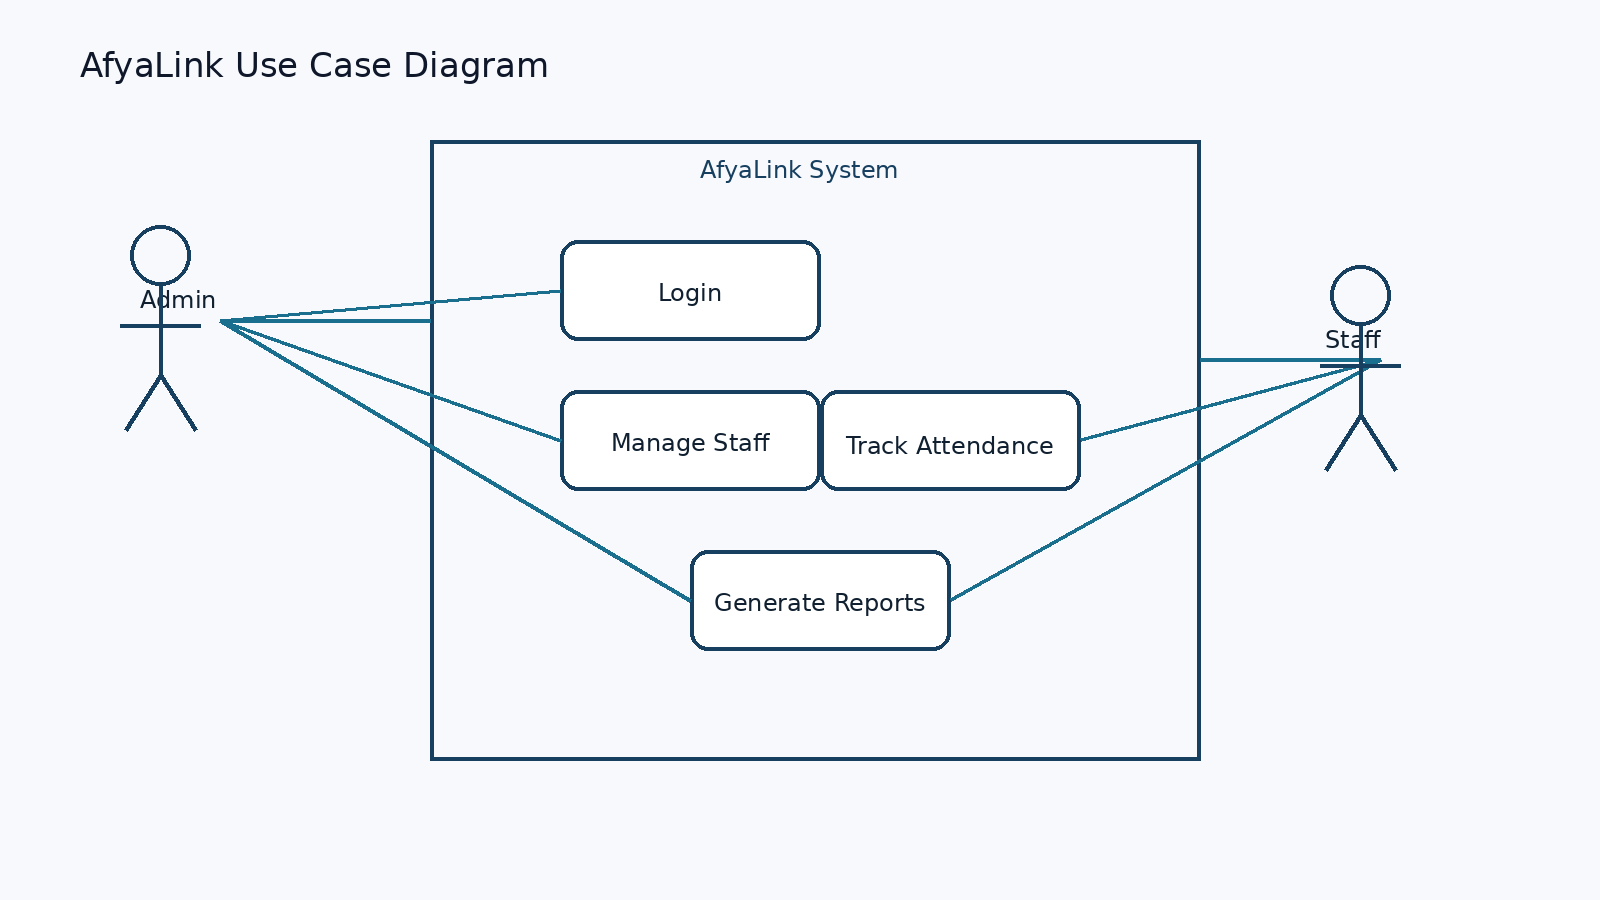 AfyaLink Use Case Diagram
AfyaLink System
Admin
Login
Staff
Manage Staff
Track Attendance
Generate Reports